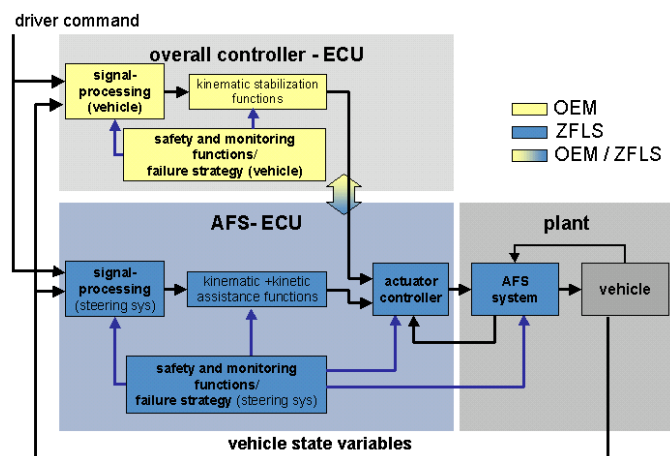 driver command
overall controller - ECU
signal-
processing
(vehicle)
kinematic stabilization
functions
safety and monitoring
functions/
failure strategy (vehicle)
OEM
ZFLS
OEM / ZFLS
AFS- ECU
plant
signal-
processing
(steering sys)
kinematic +kinetic
assistance functions
actuator
controller
AFS
system
vehicle
safety and monitoring
functions/
failure strategy (steering sys)
vehicle state variables